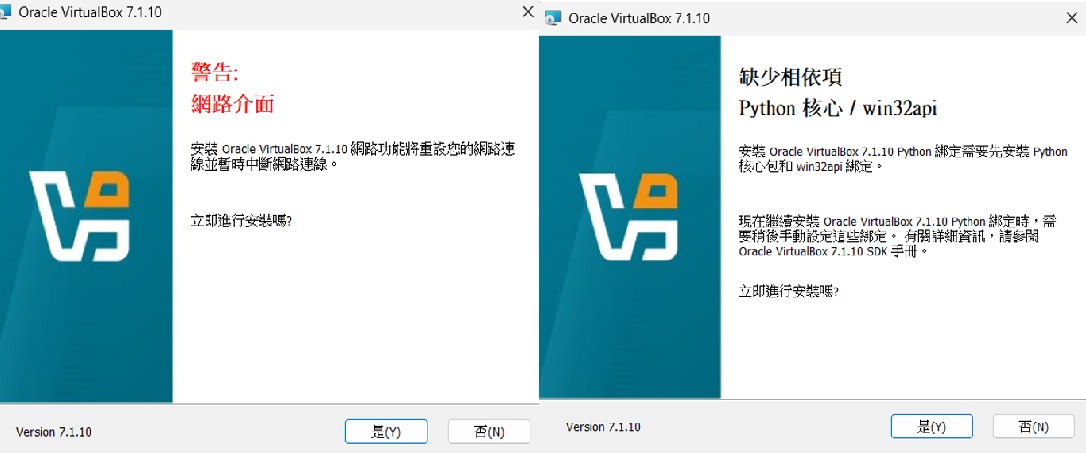 Oracle VirtualBox 7.1.10
警告:
網路介面
安裝 Oracle VirtualBox 7.1.10 網路功能將重設您的網路連
線並暫時中斷網路連線。
立即進行安裝嗎?
Version 7.1.10
是(Y)
否(N)
Oracle VirtualBox 7.1.10
缺少相依項
Python 核心 / win32api
安裝 Oracle VirtualBox 7.1.10 Python 綁定需要先安裝 Python
核心包和 win32api 綁定。
現在繼續安裝 Oracle VirtualBox 7.1.10 Python 綁定時，需
要稍後手動設定這些綁定。 有關詳細資訊，請參閱
Oracle VirtualBox 7.1.10 SDK 手冊。
立即進行安裝嗎?
Version 7.1.10
是(Y)
否(N)